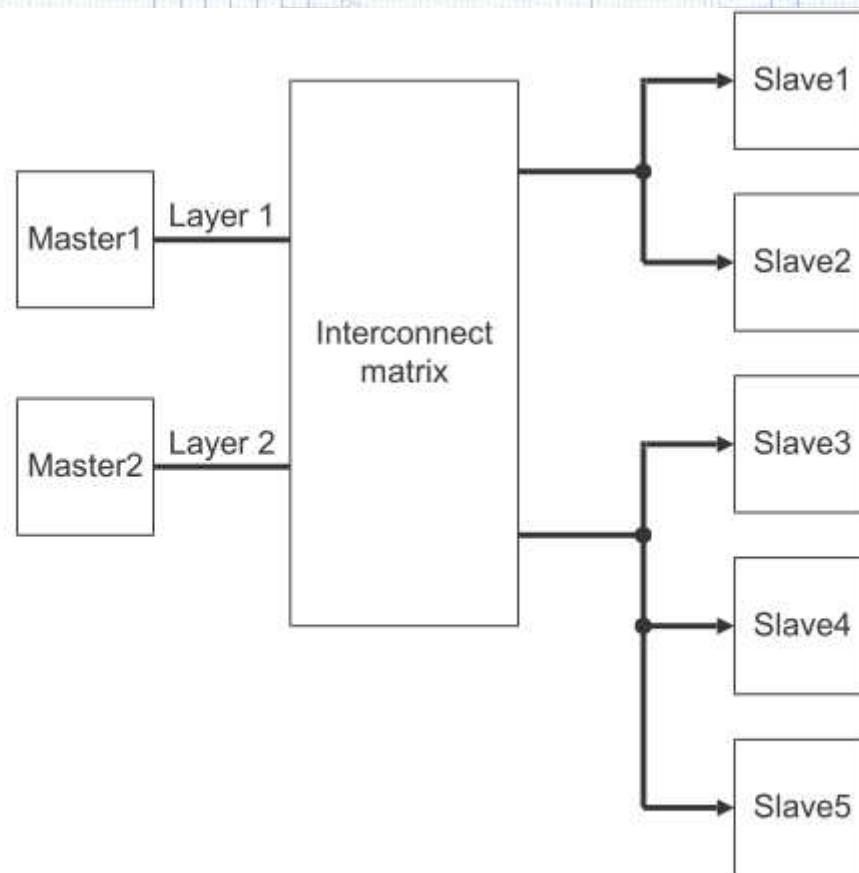 Slave1
Layer 1
Master1
Slave2
Interconnect
matrix
Layer 2
Master2
Slave3
Slave4
Slave5